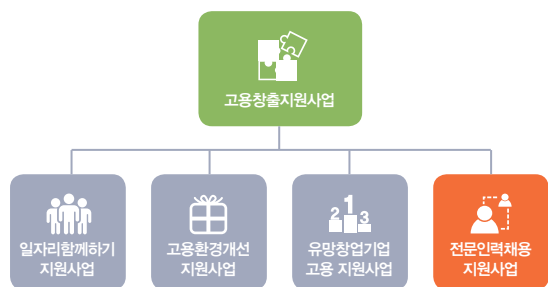 고용창출지원사업
일자리함께하기
지원사업
고용환경개선
지원사업
2 1 3
유망창업기업
고용 지원사업
전문인력채용
지원사업